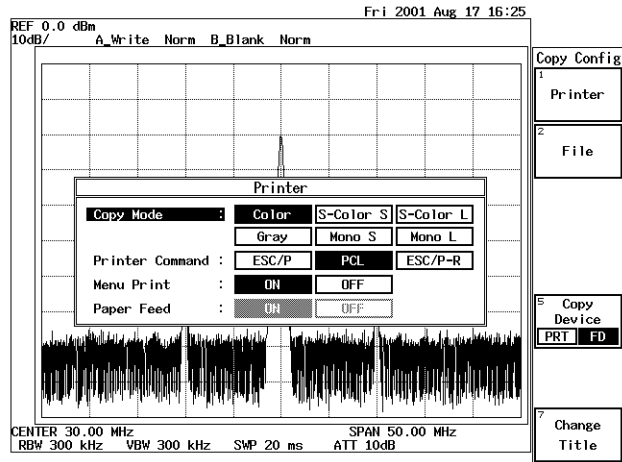 Fri 2001 Aug 17 16:25
REF 0.0 dBm
10dB/ A_Write Norm B_Blank Norm
Copy Config
1
Printer
2
File
Printer
Copy Mode : Color S-Color S S-Color L
Gray Mono S Mono L
Printer Command : ESC/P PCL ESC/P-R
Menu Print : ON OFF
Paper Feed : ON OFF
5 Copy
Device
PRT FD
CENTER 30.00 MHz SPAN 50.00 MHz
RBW 300 kHz VBW 300 kHz SWP 20 ms ATT 10dB
7
Change
Title